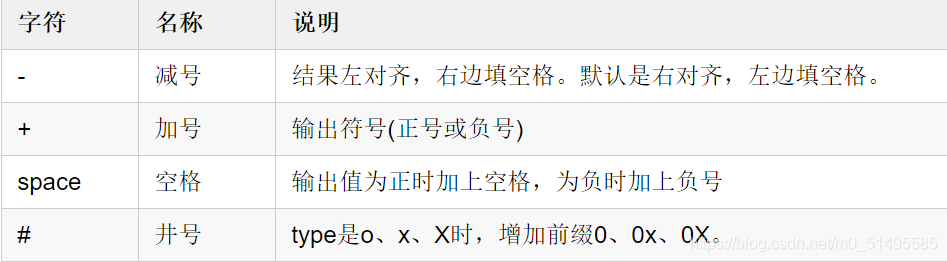 字符 名称 说明
- 减号 结果左对齐，右边填空格。默认是右对齐，左边填空格。
+ 加号 输出符号(正号或负号)
space 空格 输出值为正时加上空格，为负时加上负号
# 井号 type是o、x、X时，增加前缀0、0x、0X。
https://blog.csdn.net/m0_51495585